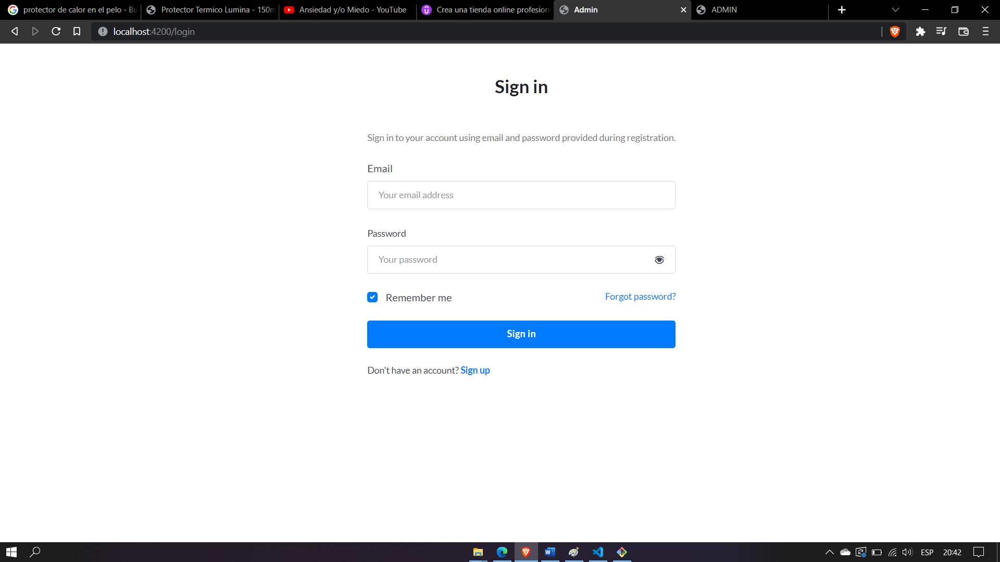 protector de calor en el pelo - Bu
Protector Termico Lumina - 150m
Ansiedad y/o Miedo - YouTube
Crea una tienda online profesion
Admin
ADMIN
localhost:4200/login
Sign in
Sign in to your account using email and password provided during registration.
Email
Your email address
Password
Your password
Remember me
Forgot password?
Sign in
Don't have an account? Sign up
ESP
20:42